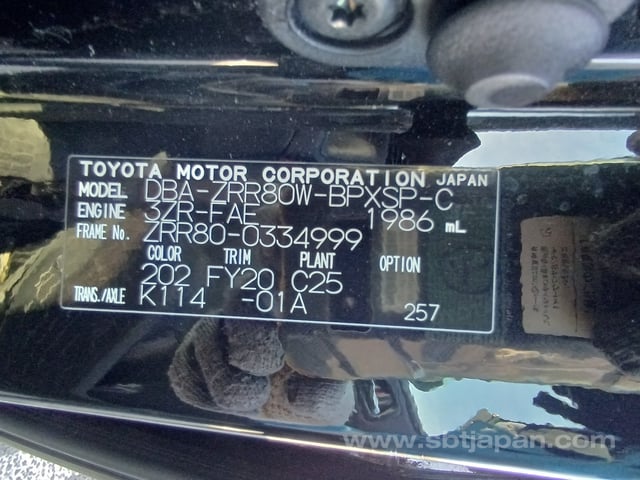 TOYOTA MOTOR CORPORATION JAPAN
MODEL DBA-ZRR80W-BPXSP-C
ENGINE 3ZR-FAE 1986 mL
FRAME No. ZRR80-0334999
COLOR TRIM PLANT OPTION
202 FY20 C25
TRANS./AXLE K114 -01A 257
www.sbtjapan.com